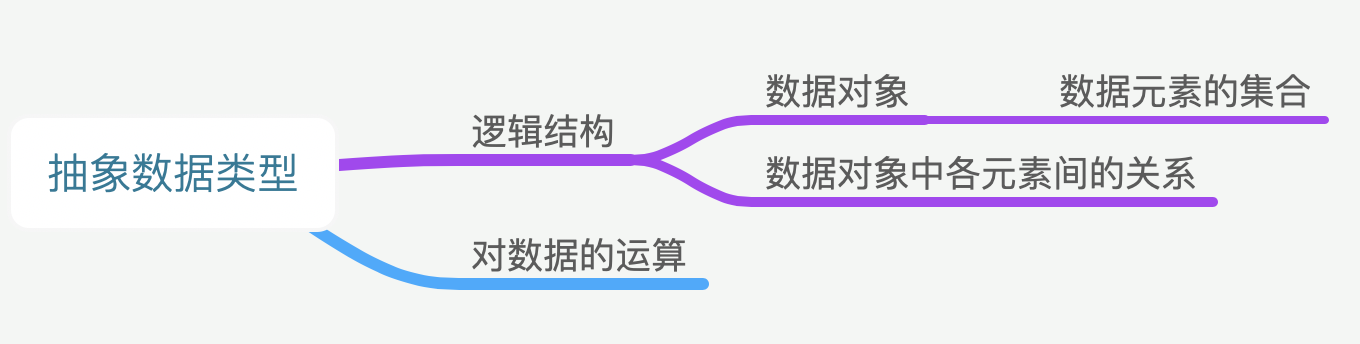 抽象数据类型
逻辑结构
数据对象
数据元素的集合
数据对象中各元素间的关系
对数据的运算